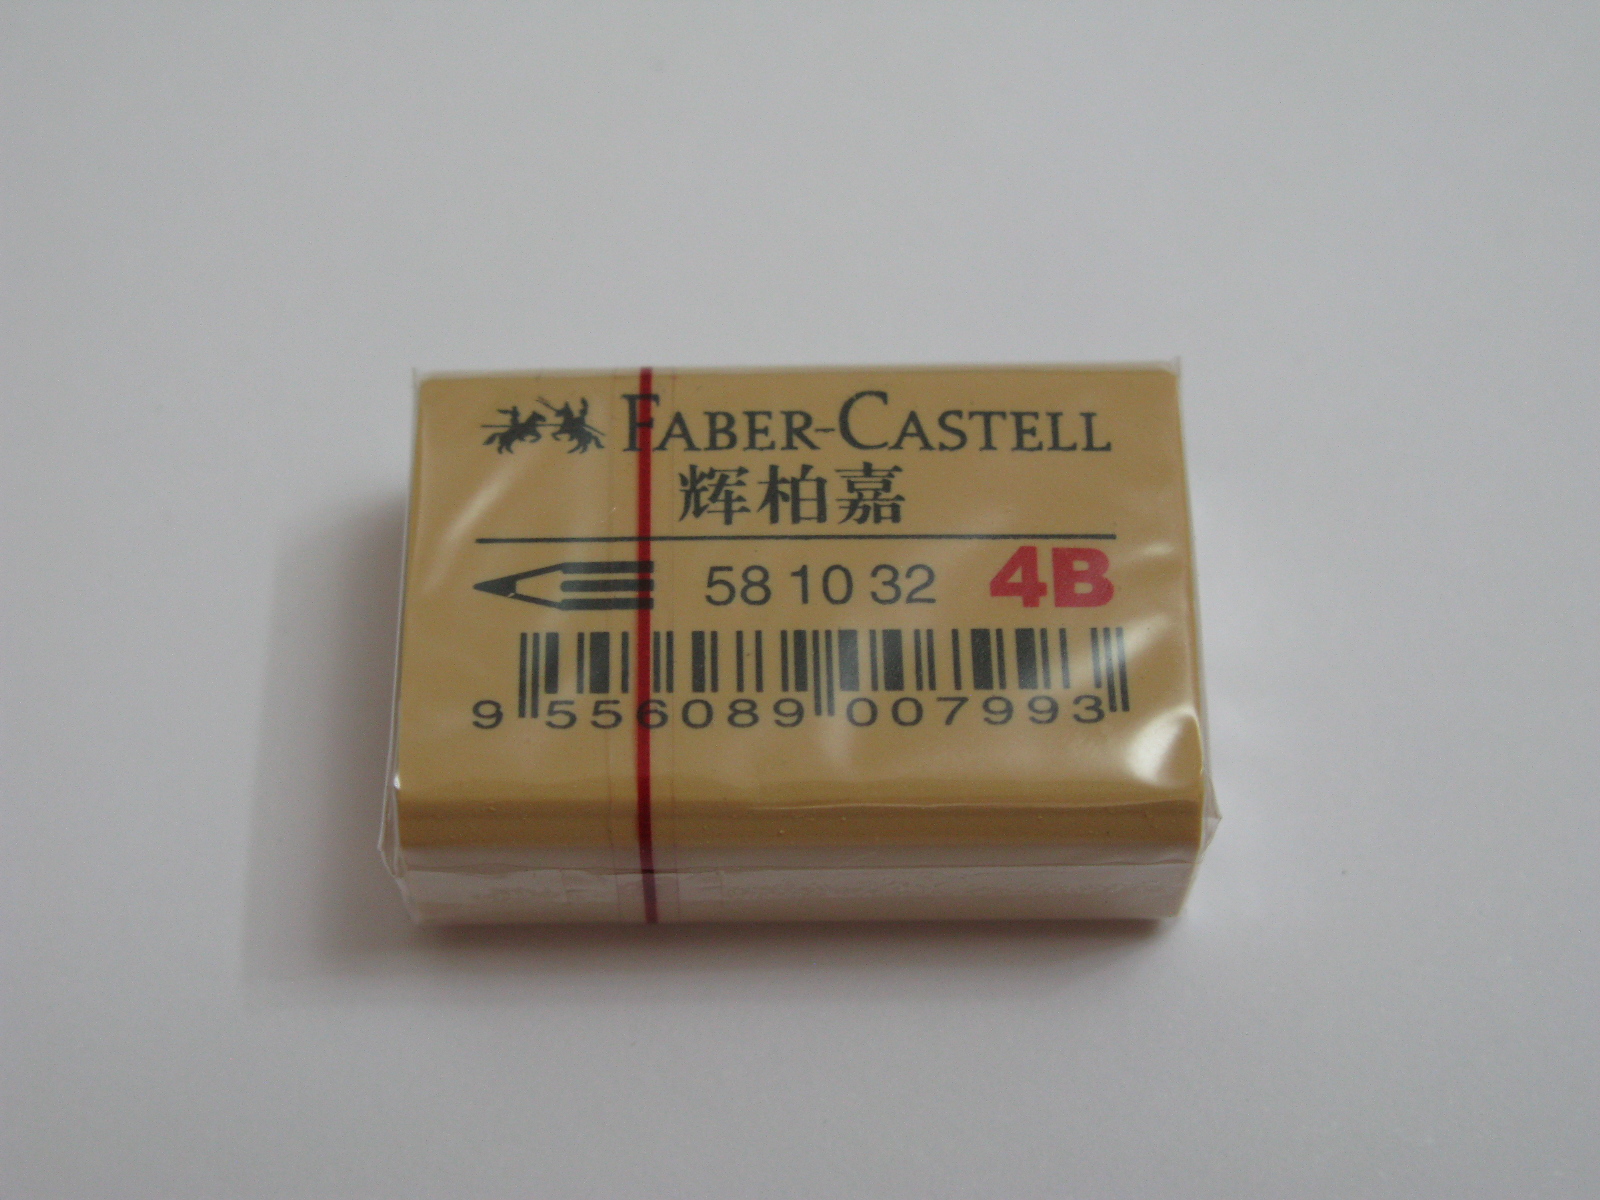 FABER-CASTELL
辉柏嘉
58 10 32 4B
9 556089 007993